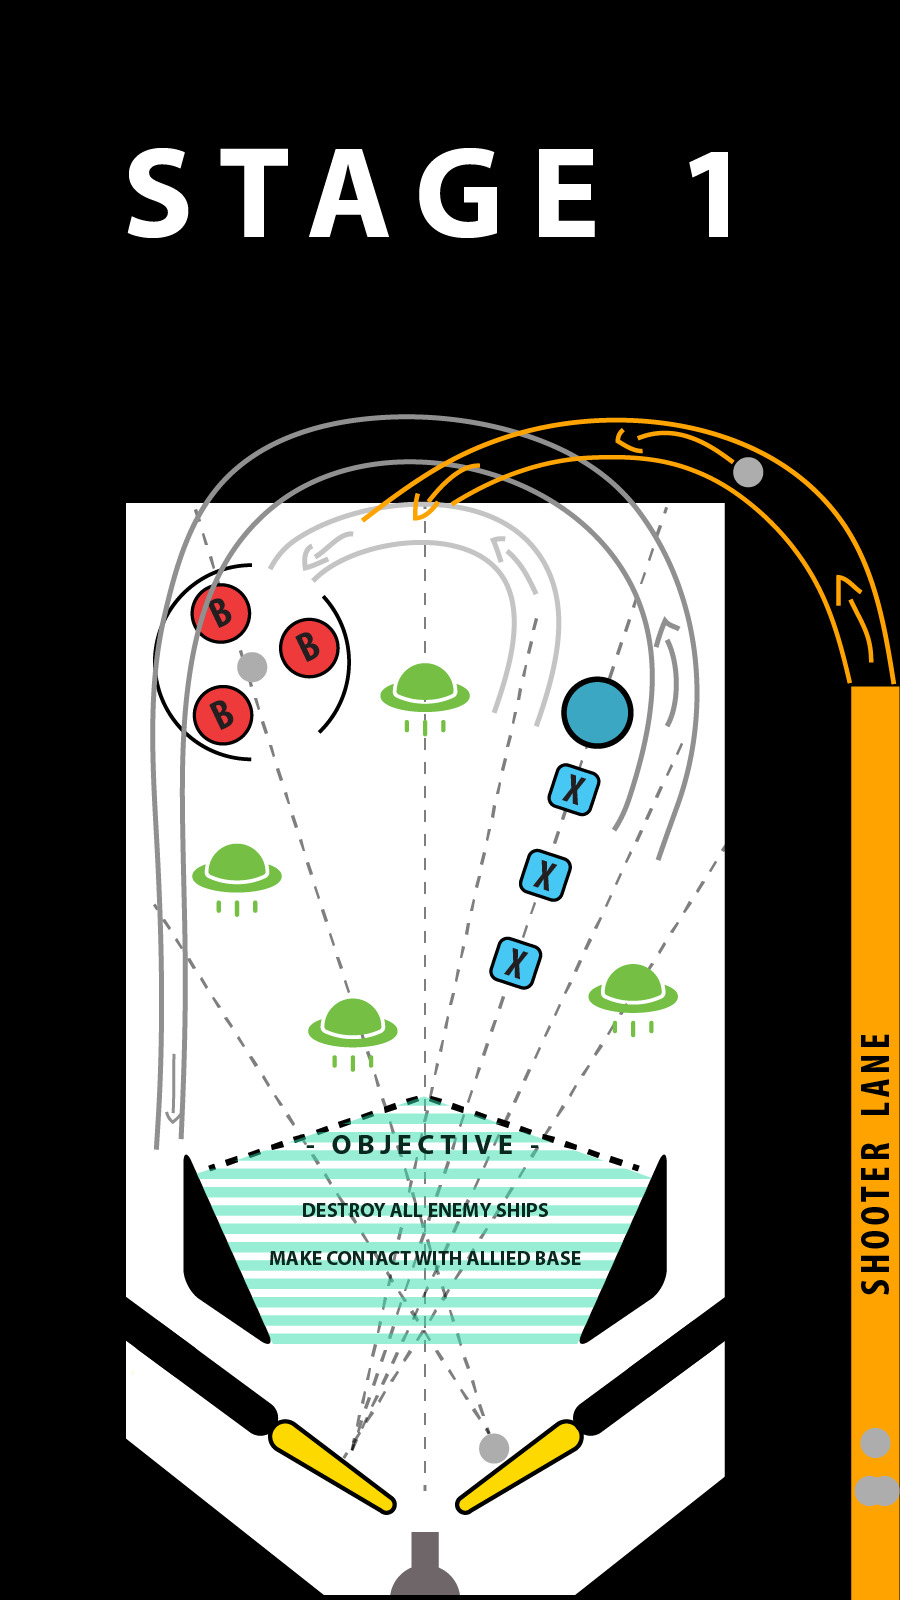 STAGE 1
B
B
B
X
X
X
- OBJECTIVE -
DESTROY ALL ENEMY SHIPS
MAKE CONTACT WITH ALLIED BASE
SHOOTER LANE